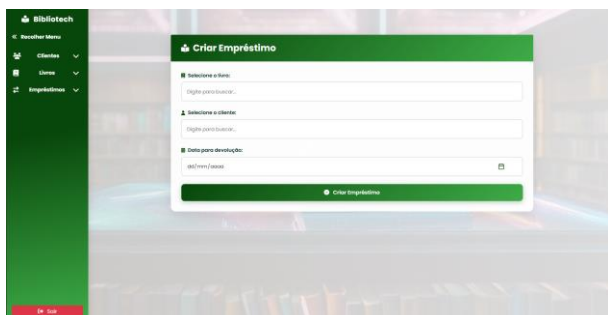 Bibliotech
Recolher Menu
Clientes
Livros
Empréstimos
Sair
Criar Empréstimo
Selecione o livro:
Digite para buscar...
Selecione o cliente:
Digite para buscar...
Data para devolução:
dd/mm/aaaa
Criar Empréstimo